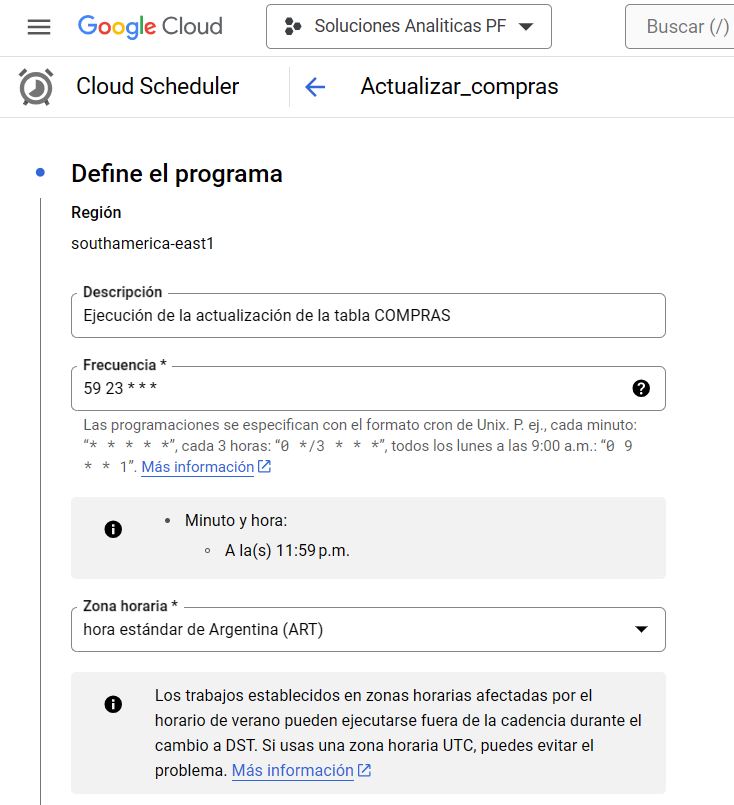 Google Cloud
Soluciones Analiticas PF
Buscar (/)
Cloud Scheduler
Actualizar_compras
Define el programa
Región
southamerica-east1
Descripción
Ejecución de la actualización de la tabla COMPRAS
Frecuencia *
59 23 * * *
Las programaciones se especifican con el formato cron de Unix. P. ej., cada minuto:
“* * * * *”, cada 3 horas: “0 */3 * * *”, todos los lunes a las 9:00 a.m.: “0 9
* * 1”. Más información
Minuto y hora:
A la(s) 11:59 p.m.
Zona horaria *
hora estándar de Argentina (ART)
Los trabajos establecidos en zonas horarias afectadas por el
horario de verano pueden ejecutarse fuera de la cadencia durante el
cambio a DST. Si usas una zona horaria UTC, puedes evitar el
problema. Más información